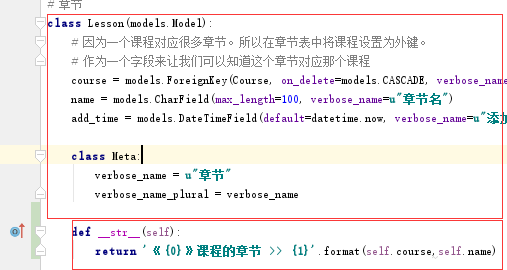 # 章节
class Lesson(models.Model):
# 因为一个课程对应很多章节。所以在章节表中将课程设置为外键。
# 作为一个字段来让我们可以知道这个章节对应那个课程
course = models.ForeignKey(Course, on_delete=models.CASCADE, verbose_name
name = models.CharField(max_length=100, verbose_name=u"章节名")
add_time = models.DateTimeField(default=datetime.now, verbose_name=u"添加
class Meta:
verbose_name = u"章节"
verbose_name_plural = verbose_name
def __str__(self):
return '《{0}》课程的章节 >> {1}'.format(self.course,self.name)